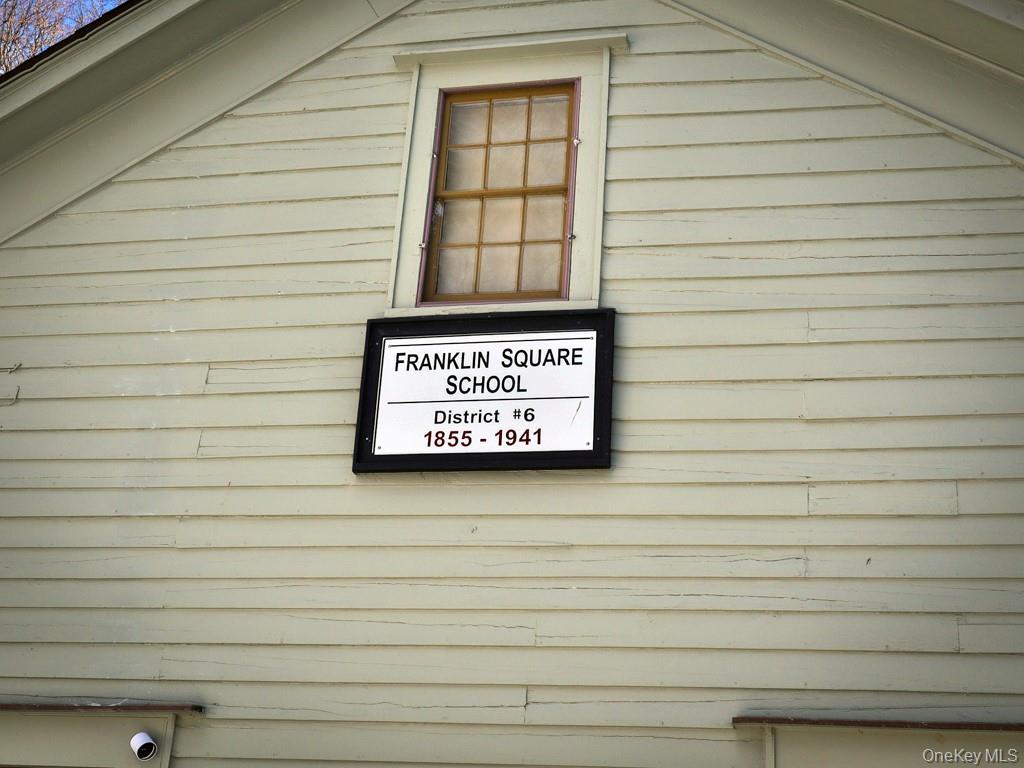 FRANKLIN SQUARE
SCHOOL
District #6
1855 - 1941
OneKey MLS